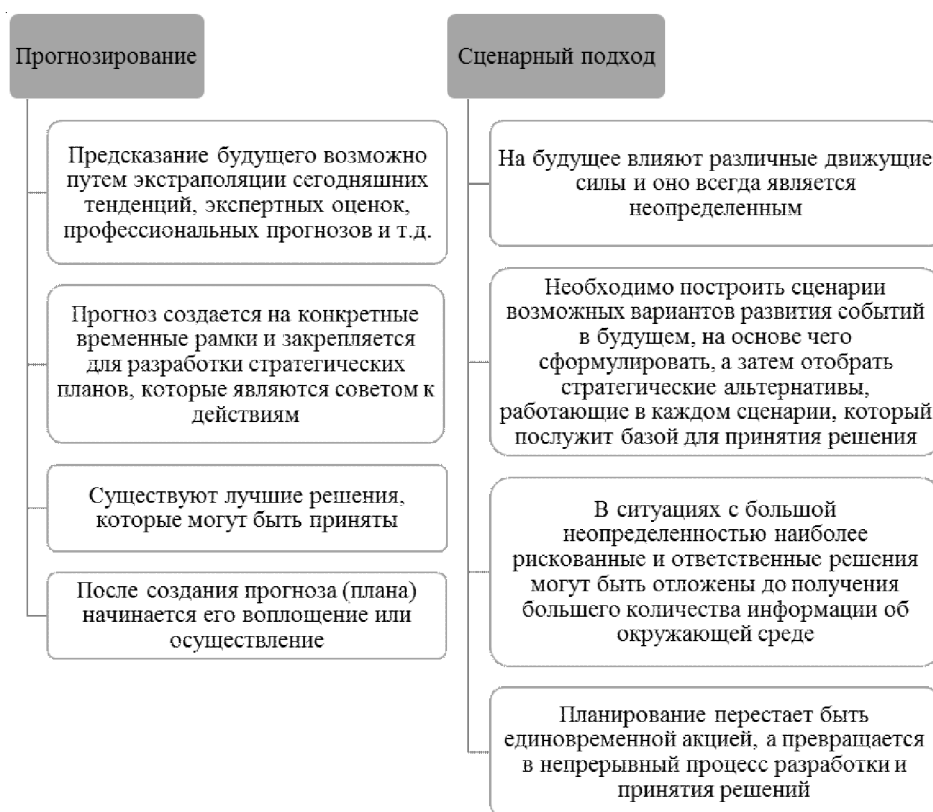 Прогнозирование
Предсказание будущего возможно
путем экстраполяции сегодняшних
тенденций, экспертных оценок,
профессиональных прогнозов и т.д.
Прогноз создается на конкретные
временные рамки и закрепляется
для разработки стратегических
планов, которые являются советом к
действиям
Существуют лучшие решения,
которые могут быть приняты
После создания прогноза (плана)
начинается его воплощение или
осуществление
Сценарный подход
На будущее влияют различные движущие
силы и оно всегда является
неопределенным
Необходимо построить сценарии
возможных вариантов развития событий
в будущем, на основе чего
сформулировать, а затем отобрать
стратегические альтернативы,
работающие в каждом сценарии, который
послужит базой для принятия решения
В ситуациях с большой
неопределенностью наиболее
рискованные и ответственные решения
могут быть отложены до получения
большего количества информации об
окружающей среде
Планирование перестает быть
единовременной акцией, а превращается
в непрерывный процесс разработки и
принятия решений